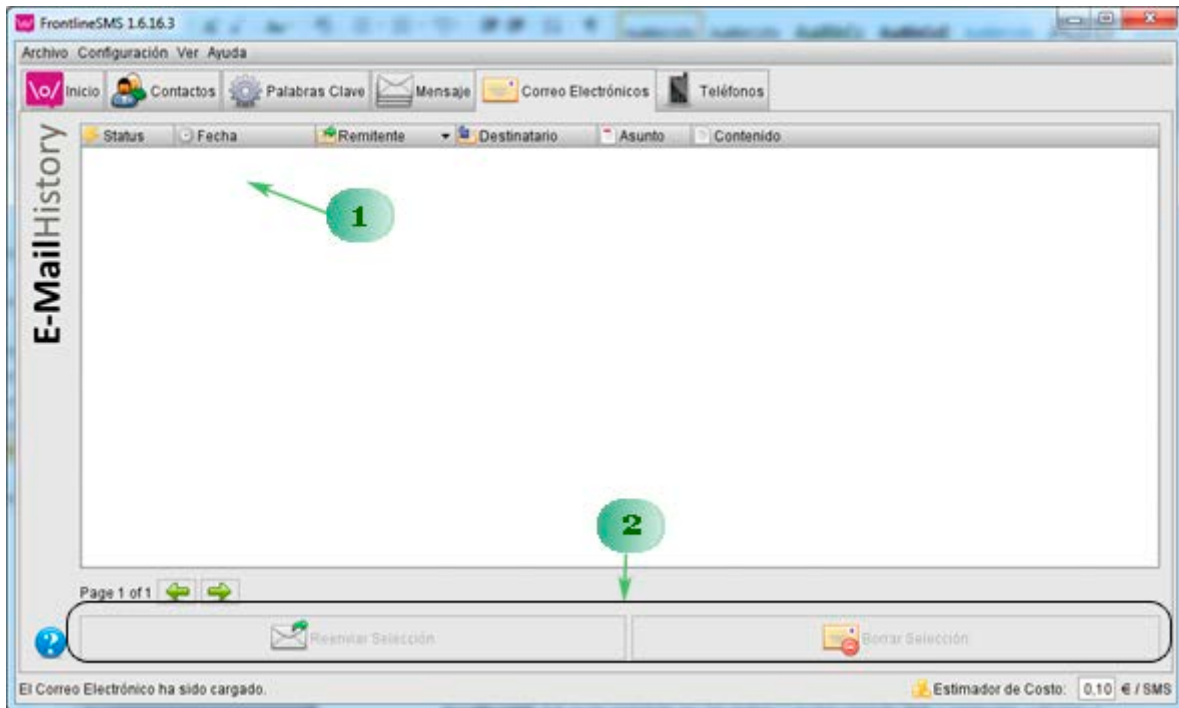 FrontlineSMS 1.6.16.3
Archivo Configuración Ver Ayuda
\o/ Inicio Contactos Palabras Clave Mensaje Correo Electrónicos Teléfonos
E-MailHistory
Status Fecha Remitente Destinatario Asunto Contenido
1
2
Page 1 of 1
Reenviar Selección Borrar Selección
?
El Correo Electrónico ha sido cargado. Estimador de Costo: 0,10 € / SMS